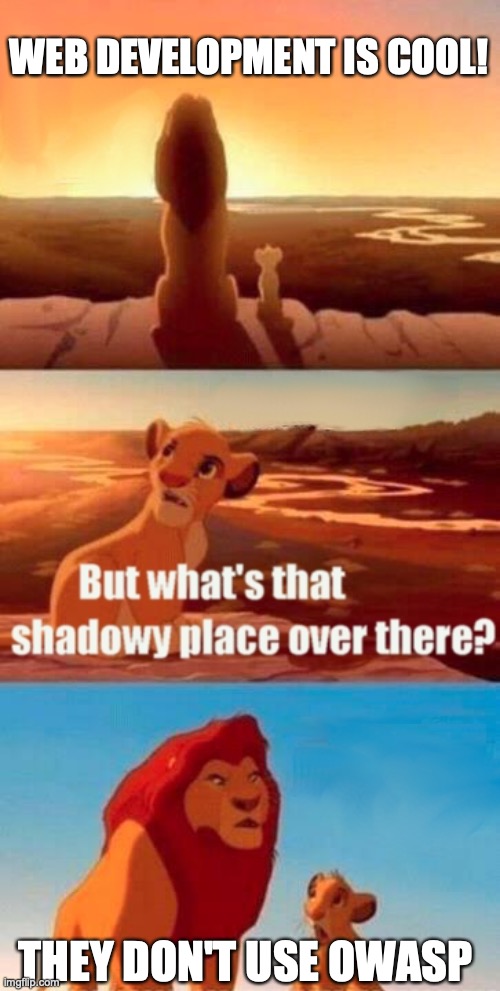 WEB DEVELOPMENT IS COOL!
But what's that
shadowy place over there?
THEY DON'T USE OWASP
imgflip.com